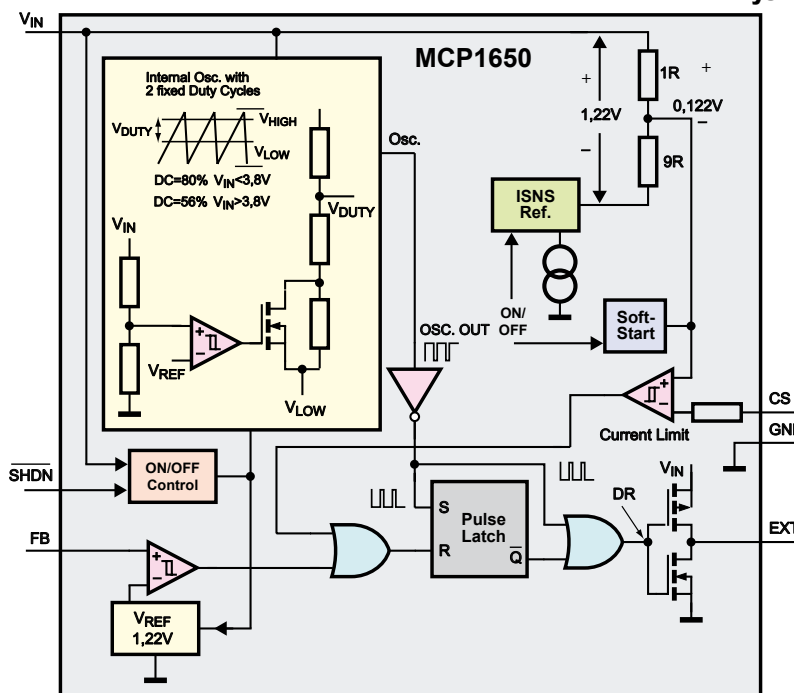 VIN
MCP1650
Internal Osc. with
2 fixed Duty Cycles
VDUTY
VHIGH
VLOW
DC=80% VIN<3,8V
DC=56% VIN>3,8V
VIN
VDUTY
VREF
+
−
VLOW
Osc.
+
1,22V
−
1R
+
0,122V
−
9R
ISNS
Ref.
ON/
OFF
Soft-
Start
OSC. OUT
+
−
Current Limit
CS
GND
SHDN
ON/OFF
Control
FB
+
−
VREF
1,22V
S
R
Pulse
Latch
Q
DR
VIN
EXT